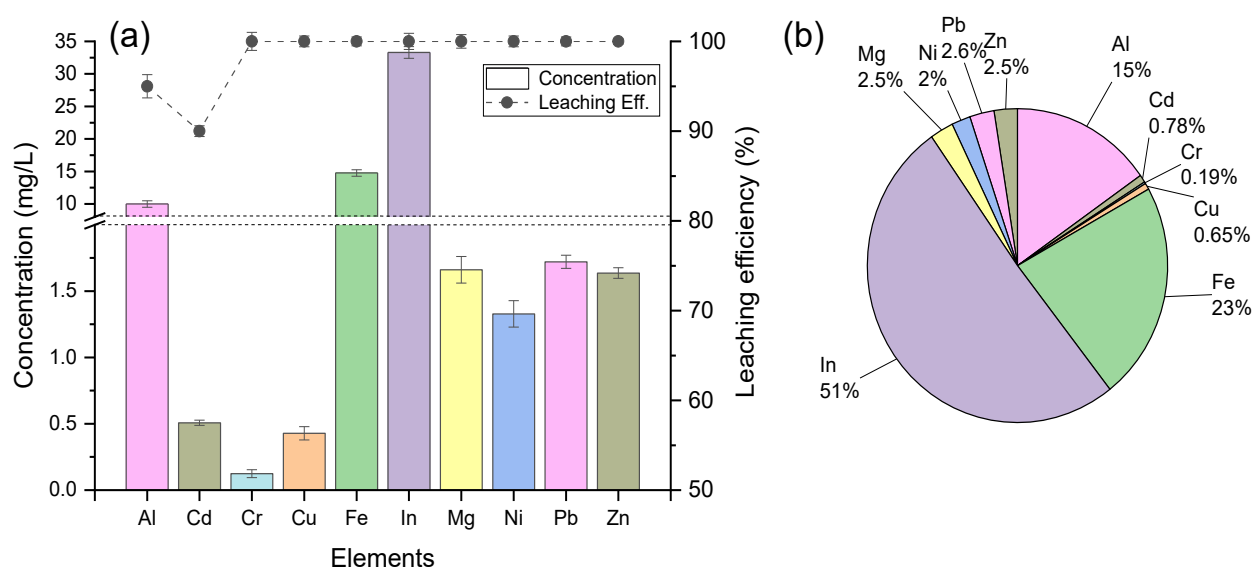 (a)
Concentration (mg/L)
35
30
25
20
15
10
1.5
1.0
0.5
0.0
Concentration
Leaching Eff.
100
90
80
70
60
50
Leaching efficiency (%)
Al Cd Cr Cu Fe In Mg Ni Pb Zn
Elements
(b)
Al
15%
Cd
0.78%
Cr
0.19%
Cu
0.65%
Fe
23%
In
51%
Mg
2.5%
Ni
2%
Pb
2.6%
Zn
2.5%